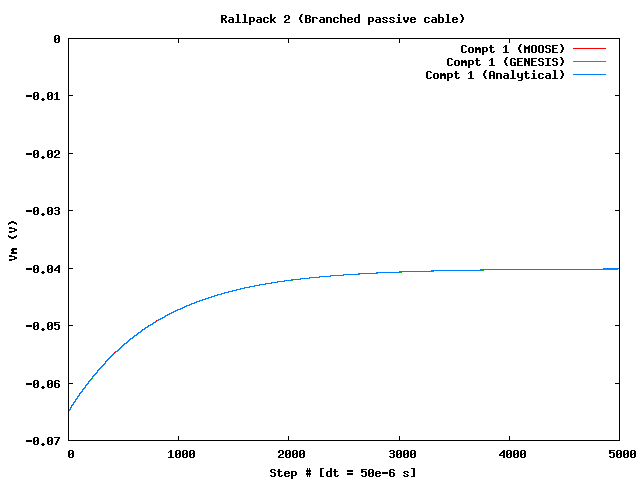 Rallpack 2 (Branched passive cable)
0
-0.01
-0.02
-0.03
-0.04
-0.05
-0.06
-0.07
Vm (V)
Compt 1 (MOOSE)
Compt 1 (GENESIS)
Compt 1 (Analytical)
0 1000 2000 3000 4000 5000
Step # [dt = 50e-6 s]